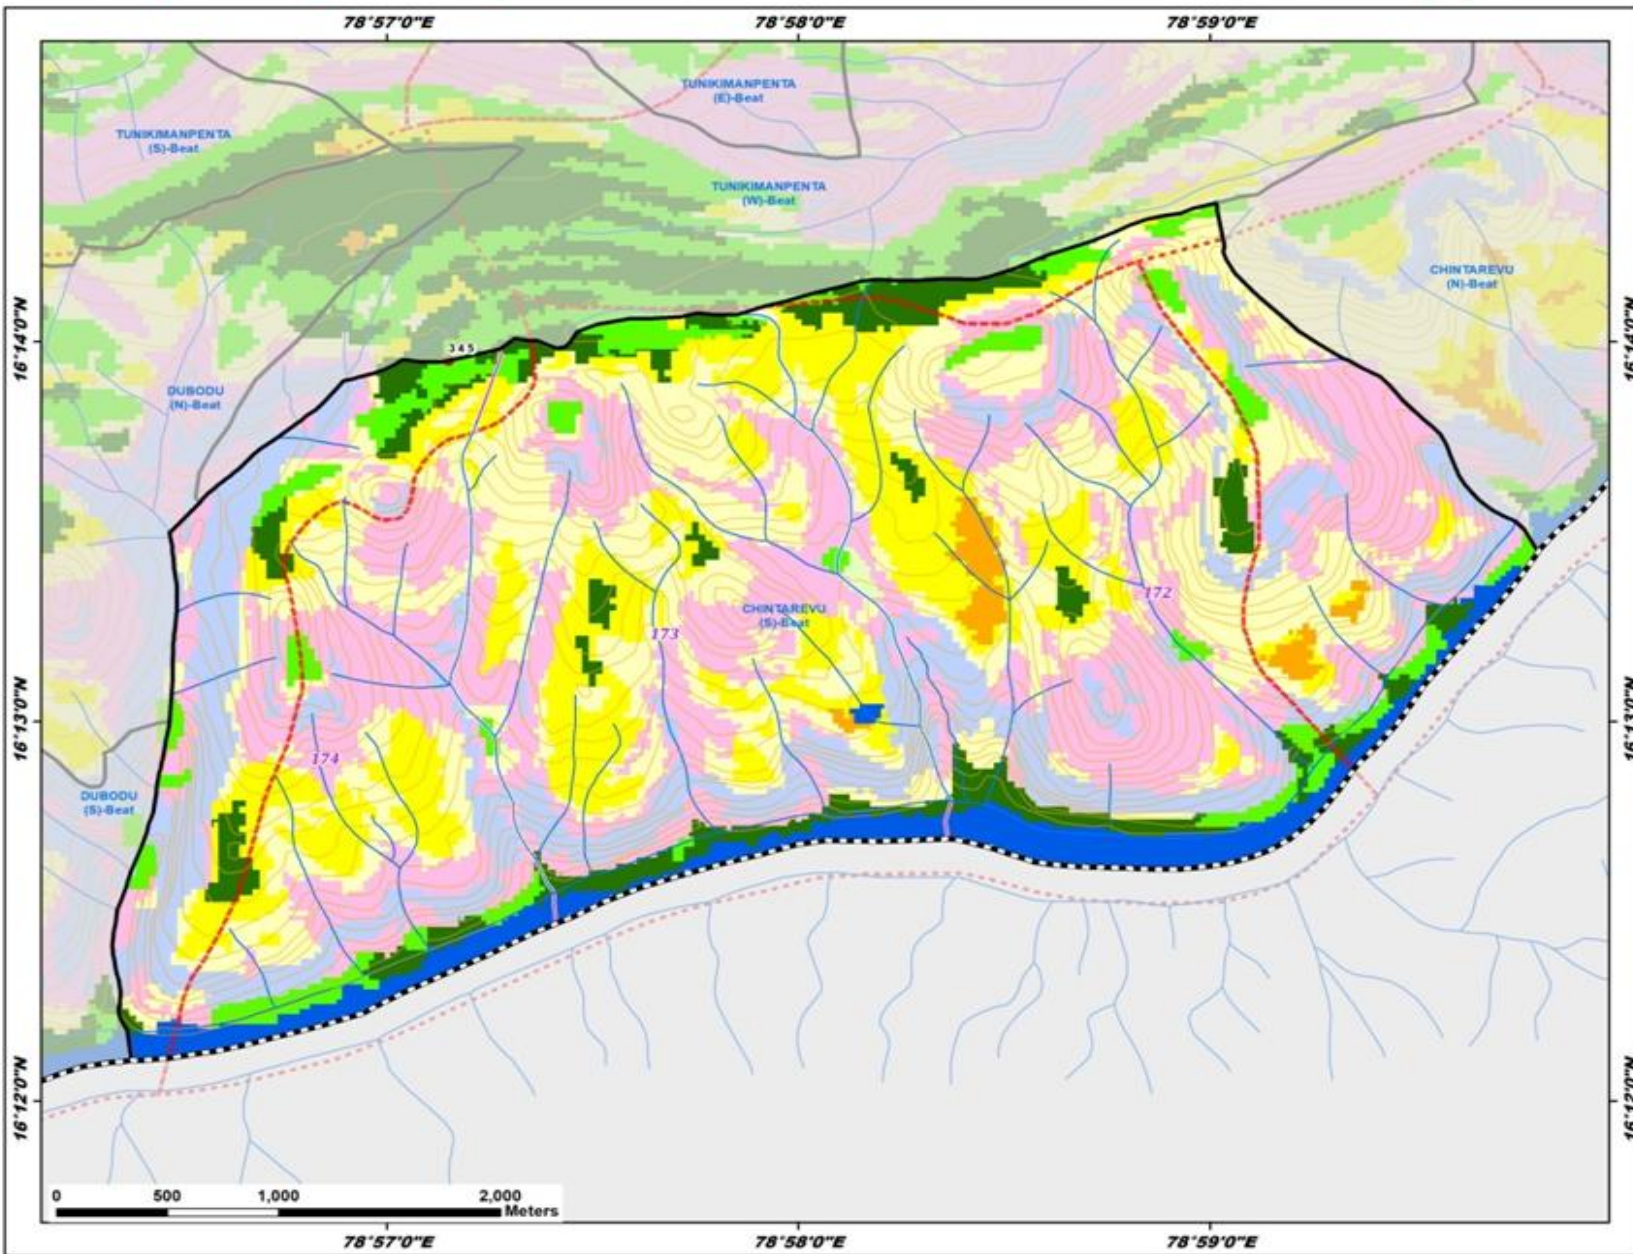 78°57'0"E
78°58'0"E
79°59'0"E
TUNIKIMANPENTA
(E)-Beat
TUNIKIMANPENTA
(S)-Beat
TUNIKIMANPENTA
(W)-Beat
CHINTAREVU
(N)-Beat
16°14'0"N
16°14'0"N
345
DUBODU
(N)-Beat
172
CHINTAREVU
(S)-Beat
173
16°13'0"N
16°13'0"N
174
DUBODU
(S)-Beat
16°12'0"N
16°12'0"N
0
500
1,000
2,000
Meters
78°57'0"E
78°58'0"E
78°59'0"E